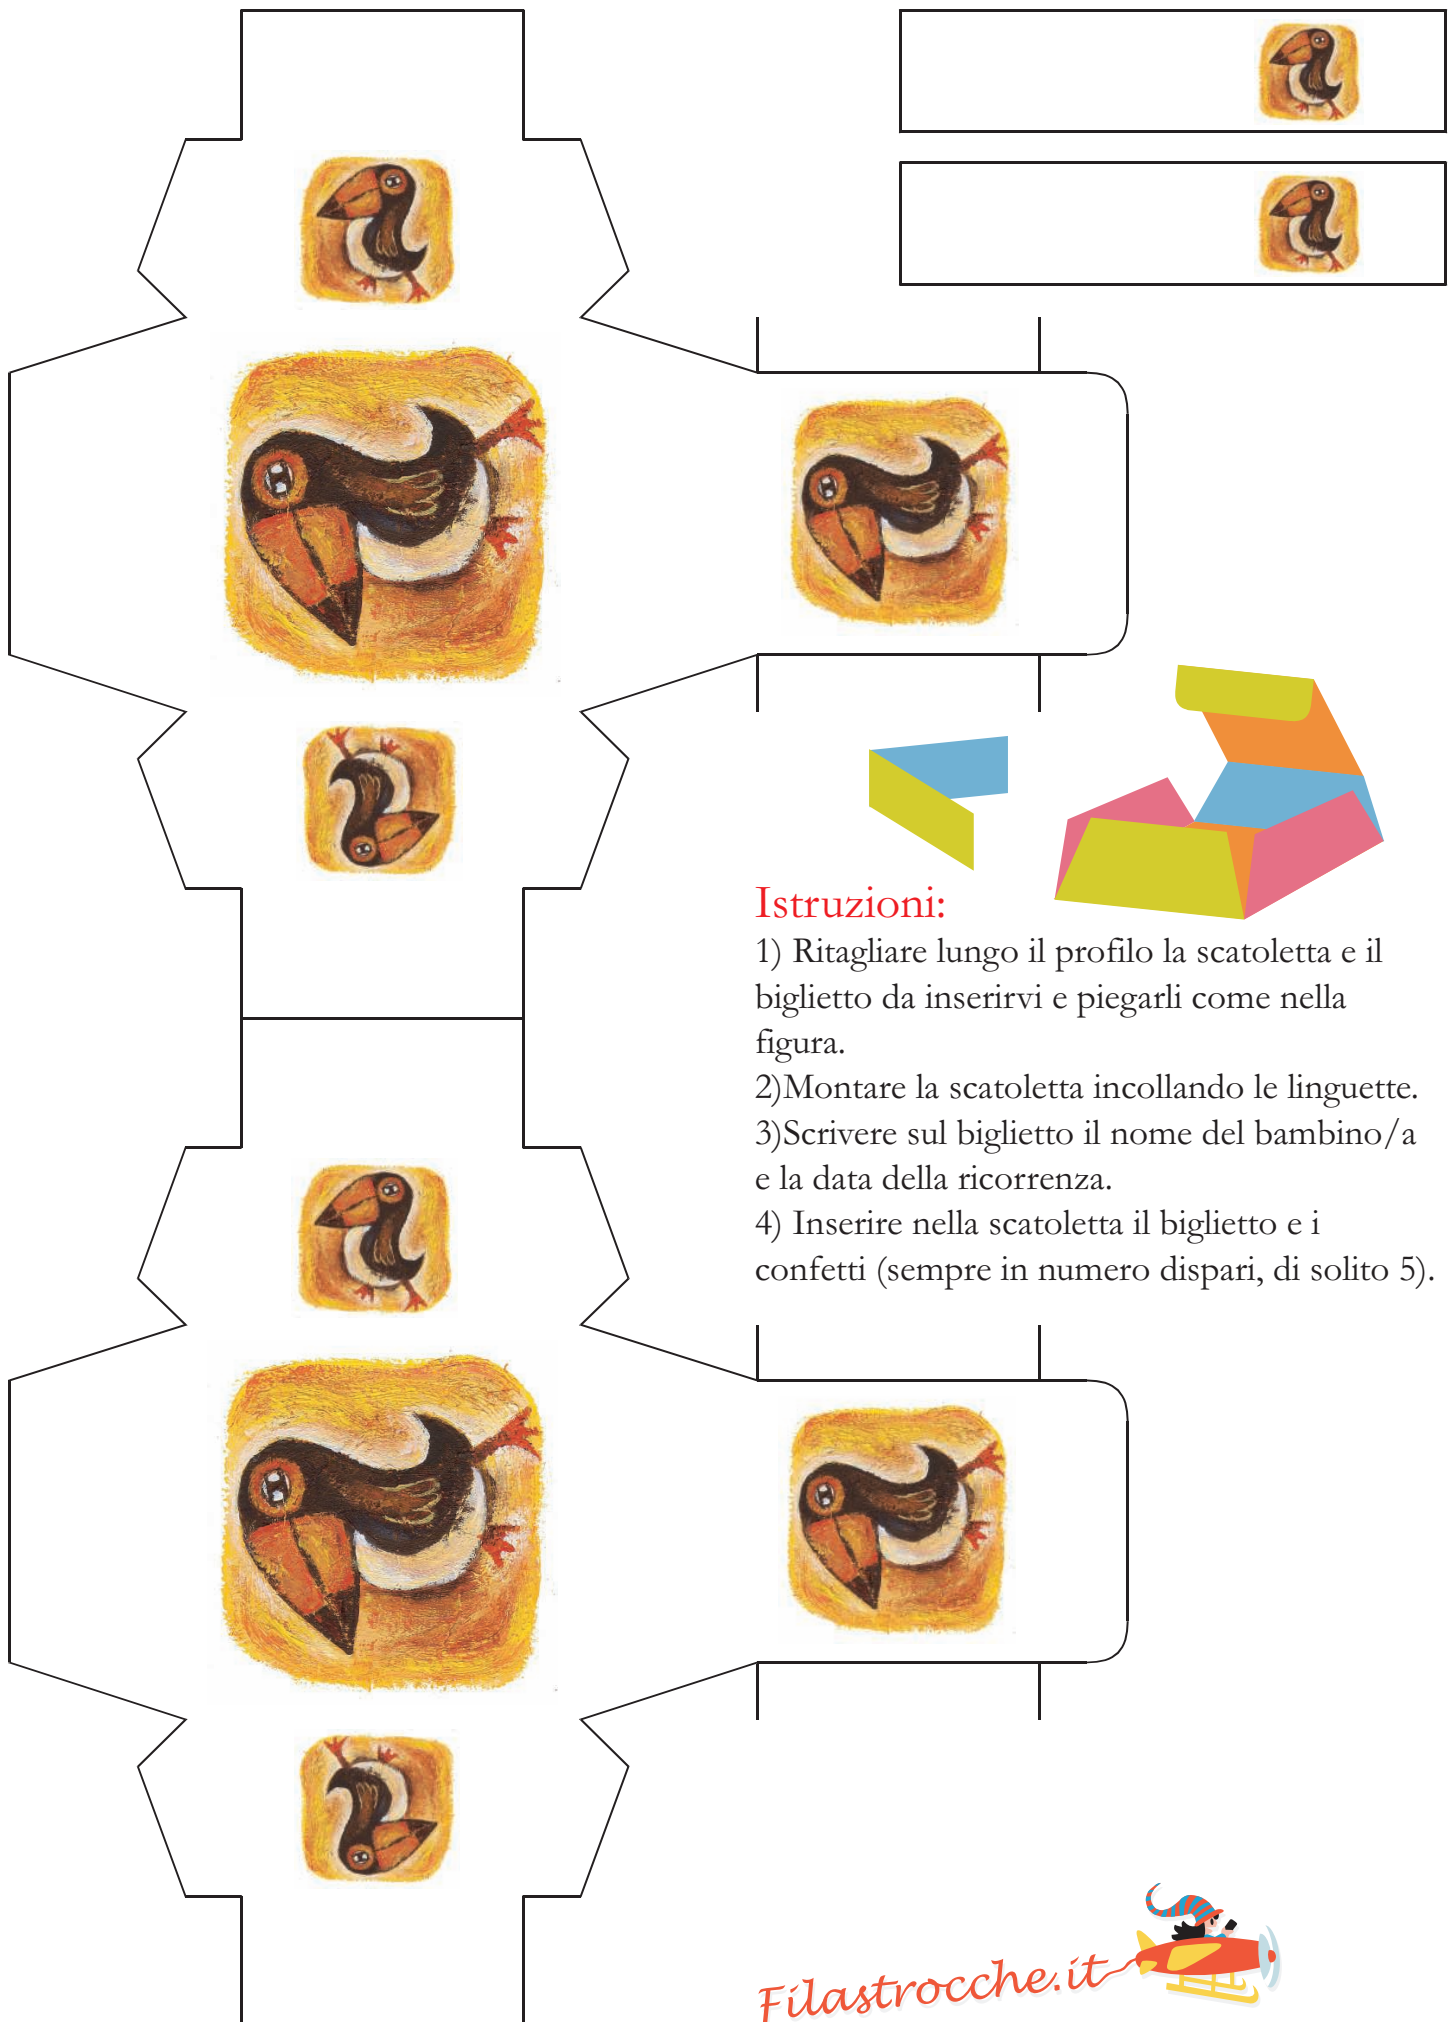 Istruzioni:
1) Ritagliare lungo il profilo la scatoletta e il
biglietto da inserirvi e piegarli come nella
figura.
2)Montare la scatoletta incollando le linguette.
3)Scrivere sul biglietto il nome del bambino/a
e la data della ricorrenza.
4) Inserire nella scatoletta il biglietto e i
confetti (sempre in numero dispari, di solito 5).
Filastrocche.it